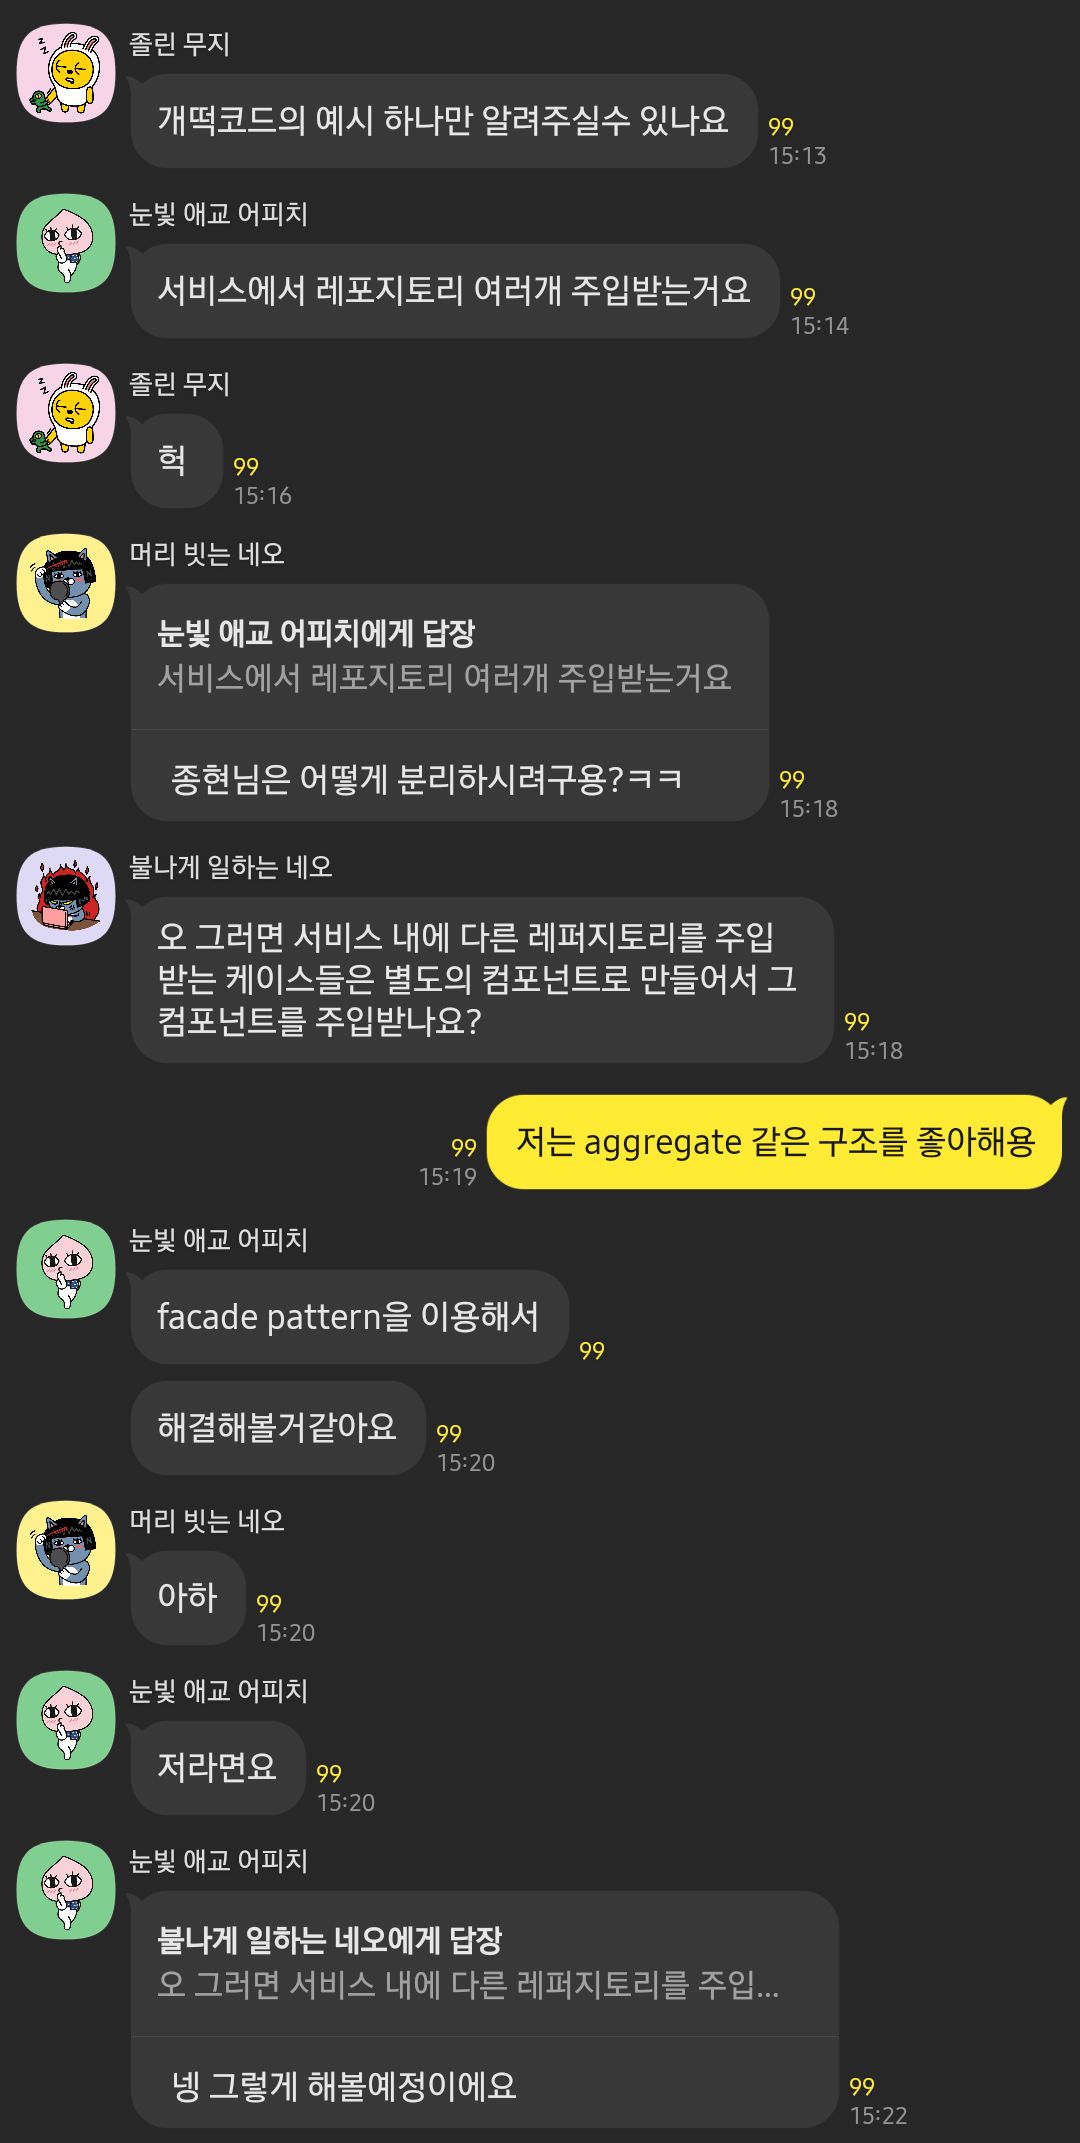 졸린 무지
개떡코드의 예시 하나만 알려주실수 있나요
99
15:13
눈빛 애교 어피치
서비스에서 레포지토리 여러개 주입받는거요
99
15:14
졸린 무지
헉
99
15:16
머리 빗는 네오
눈빛 애교 어피치에게 답장
서비스에서 레포지토리 여러개 주입받는거요
종현님은 어떻게 분리하시려구용?ㅋㅋ
99
15:18
불나게 일하는 네오
오 그러면 서비스 내에 다른 레퍼지토리를 주입
받는 케이스들은 별도의 컴포넌트로 만들어서 그
컴포넌트를 주입받나요?
99
15:18
저는 aggregate 같은 구조를 좋아해용
99
15:19
눈빛 애교 어피치
facade pattern을 이용해서
99
해결해볼거같아요
99
15:20
머리 빗는 네오
아하
99
15:20
눈빛 애교 어피치
저라면요
99
15:20
눈빛 애교 어피치
불나게 일하는 네오에게 답장
오 그러면 서비스 내에 다른 레퍼지토리를 주입...
넹 그렇게 해볼예정이에요
99
15:22